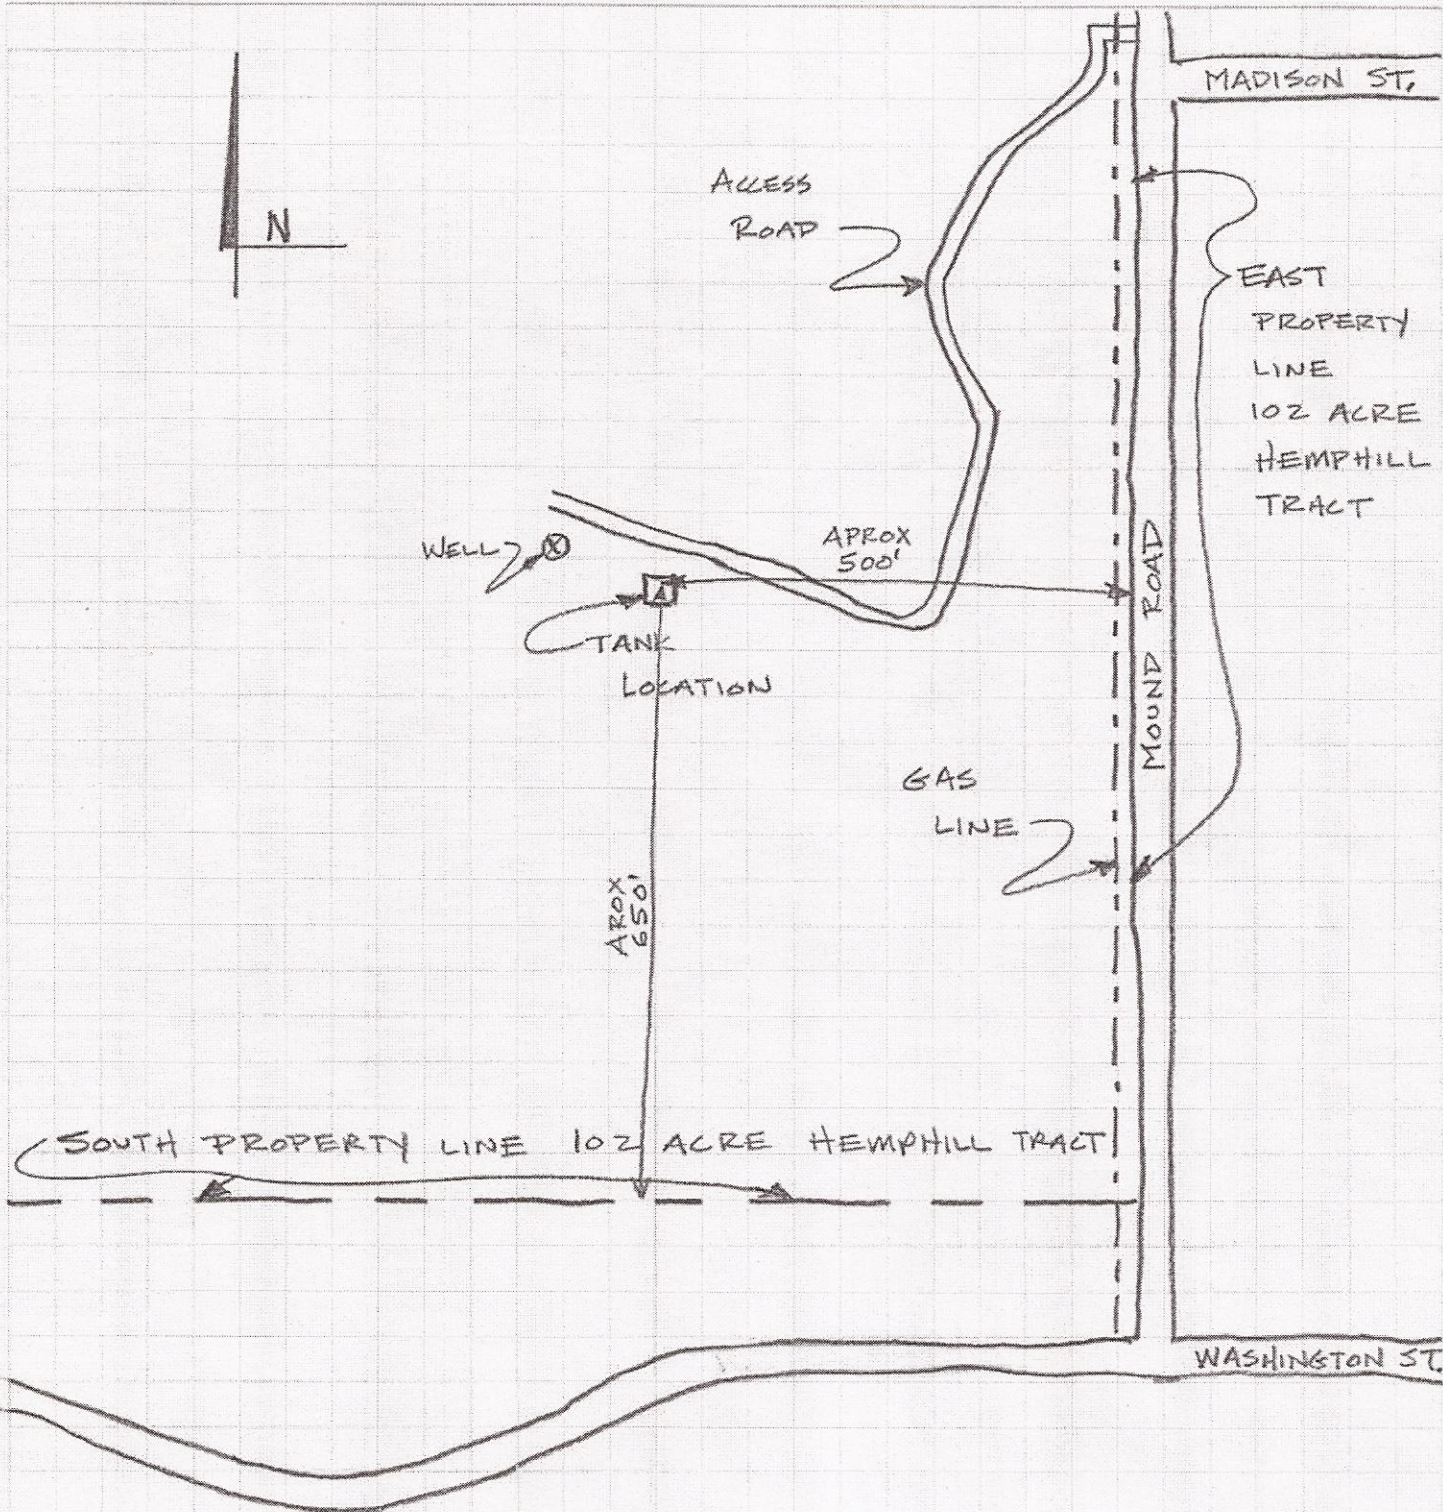 MADISON ST.
N
ACCESS
ROAD
EAST
PROPERTY
LINE
102 ACRE
HEMPHILL
TRACT
WELL
X
APROX
500'
A
TANK
LOCATION
MOUND ROAD
GAS
LINE
AROX
650'
SOUTH PROPERTY LINE 102 ACRE HEMPHILL TRACT
WASHINGTON ST.